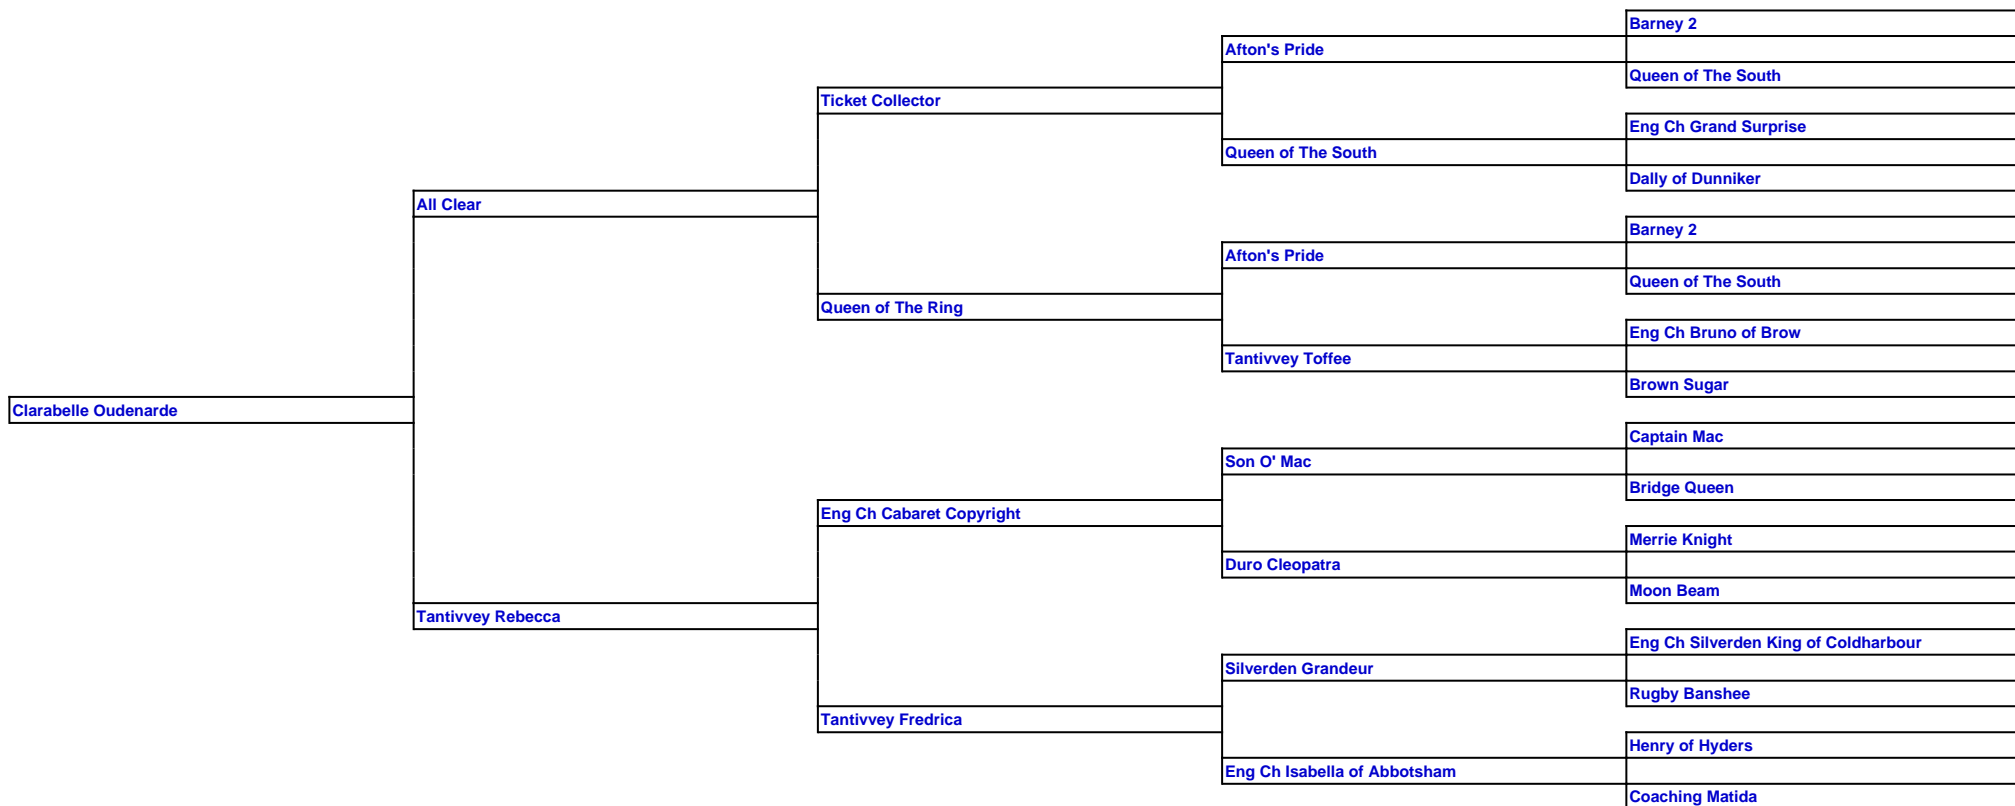 Barney 2
Afton's Pride
Queen of The South
Ticket Collector
Eng Ch Grand Surprise
Queen of The South
Dally of Dunniker
All Clear
Barney 2
Afton's Pride
Queen of The South
Queen of The Ring
Eng Ch Bruno of Brow
Tantivvey Toffee
Brown Sugar
Clarabelle Oudenarde
Captain Mac
Son O' Mac
Bridge Queen
Eng Ch Cabaret Copyright
Merrie Knight
Duro Cleopatra
Moon Beam
Tantivvey Rebecca
Eng Ch Silverden King of Coldharbour
Silverden Grandeur
Rugby Banshee
Tantivvey Fredrica
Henry of Hyders
Eng Ch Isabella of Abbotsham
Coaching Matida